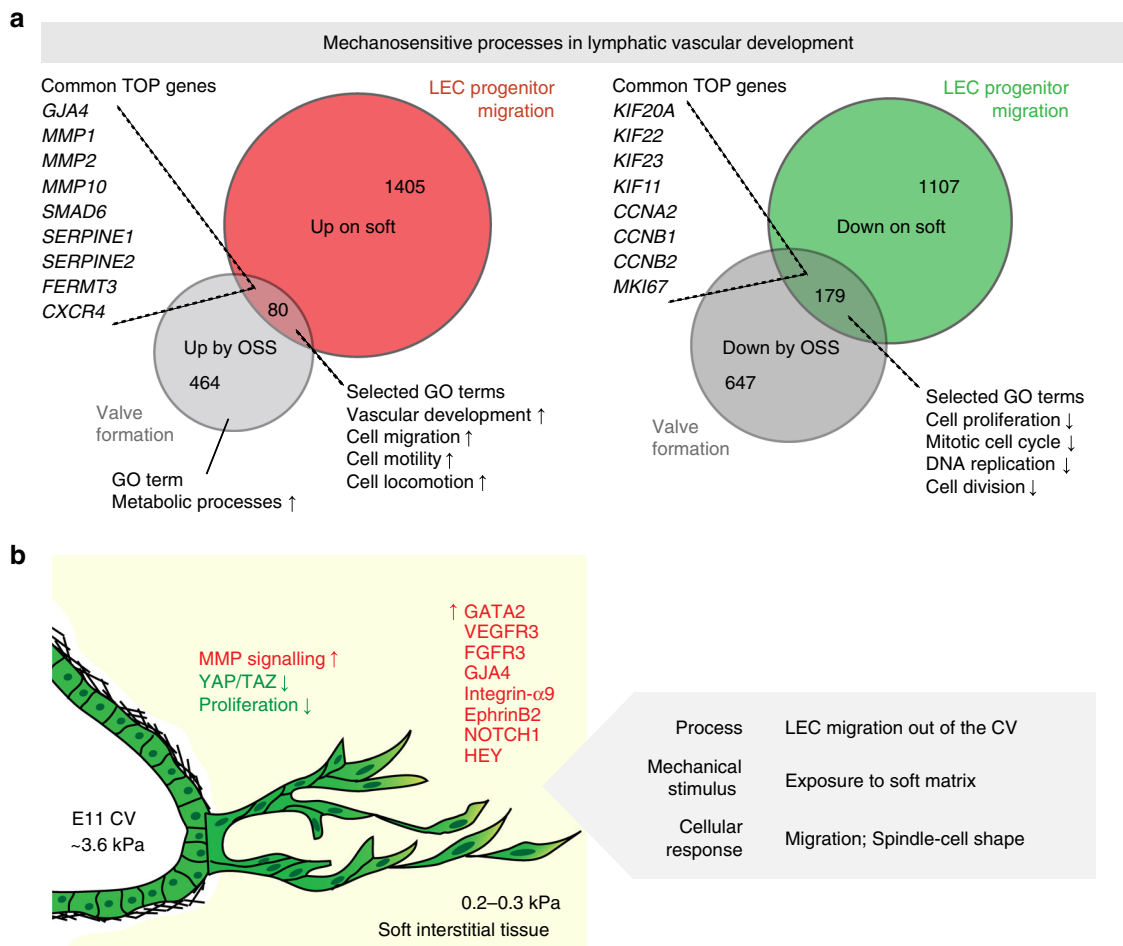 a
Mechanosensitive processes in lymphatic vascular development
Common TOP genes
GJA4
MMP1
MMP2
MMP10
SMAD6
SERPINE1
SERPINE2
FERMT3
CXCR4
LEC progenitor
migration
1405
Up on soft
80
Up by OSS
464
Valve
formation
GO term
Metabolic processes ↑
Selected GO terms
Vascular development ↑
Cell migration ↑
Cell motility ↑
Cell locomotion ↑
Common TOP genes
KIF20A
KIF22
KIF23
KIF11
CCNA2
CCNB1
CCNB2
MKI67
LEC progenitor
migration
1107
Down on soft
179
Down by OSS
647
Valve
formation
Selected GO terms
Cell proliferation ↓
Mitotic cell cycle ↓
DNA replication ↓
Cell division ↓
b
MMP signalling ↑
YAP/TAZ ↓
Proliferation ↓
↑ GATA2
VEGFR3
FGFR3
GJA4
Integrin-α9
EphrinB2
NOTCH1
HEY
E11 CV
~3.6 kPa
0.2–0.3 kPa
Soft interstitial tissue
Process LEC migration out of the CV
Mechanical
stimulus Exposure to soft matrix
Cellular
response Migration; Spindle-cell shape